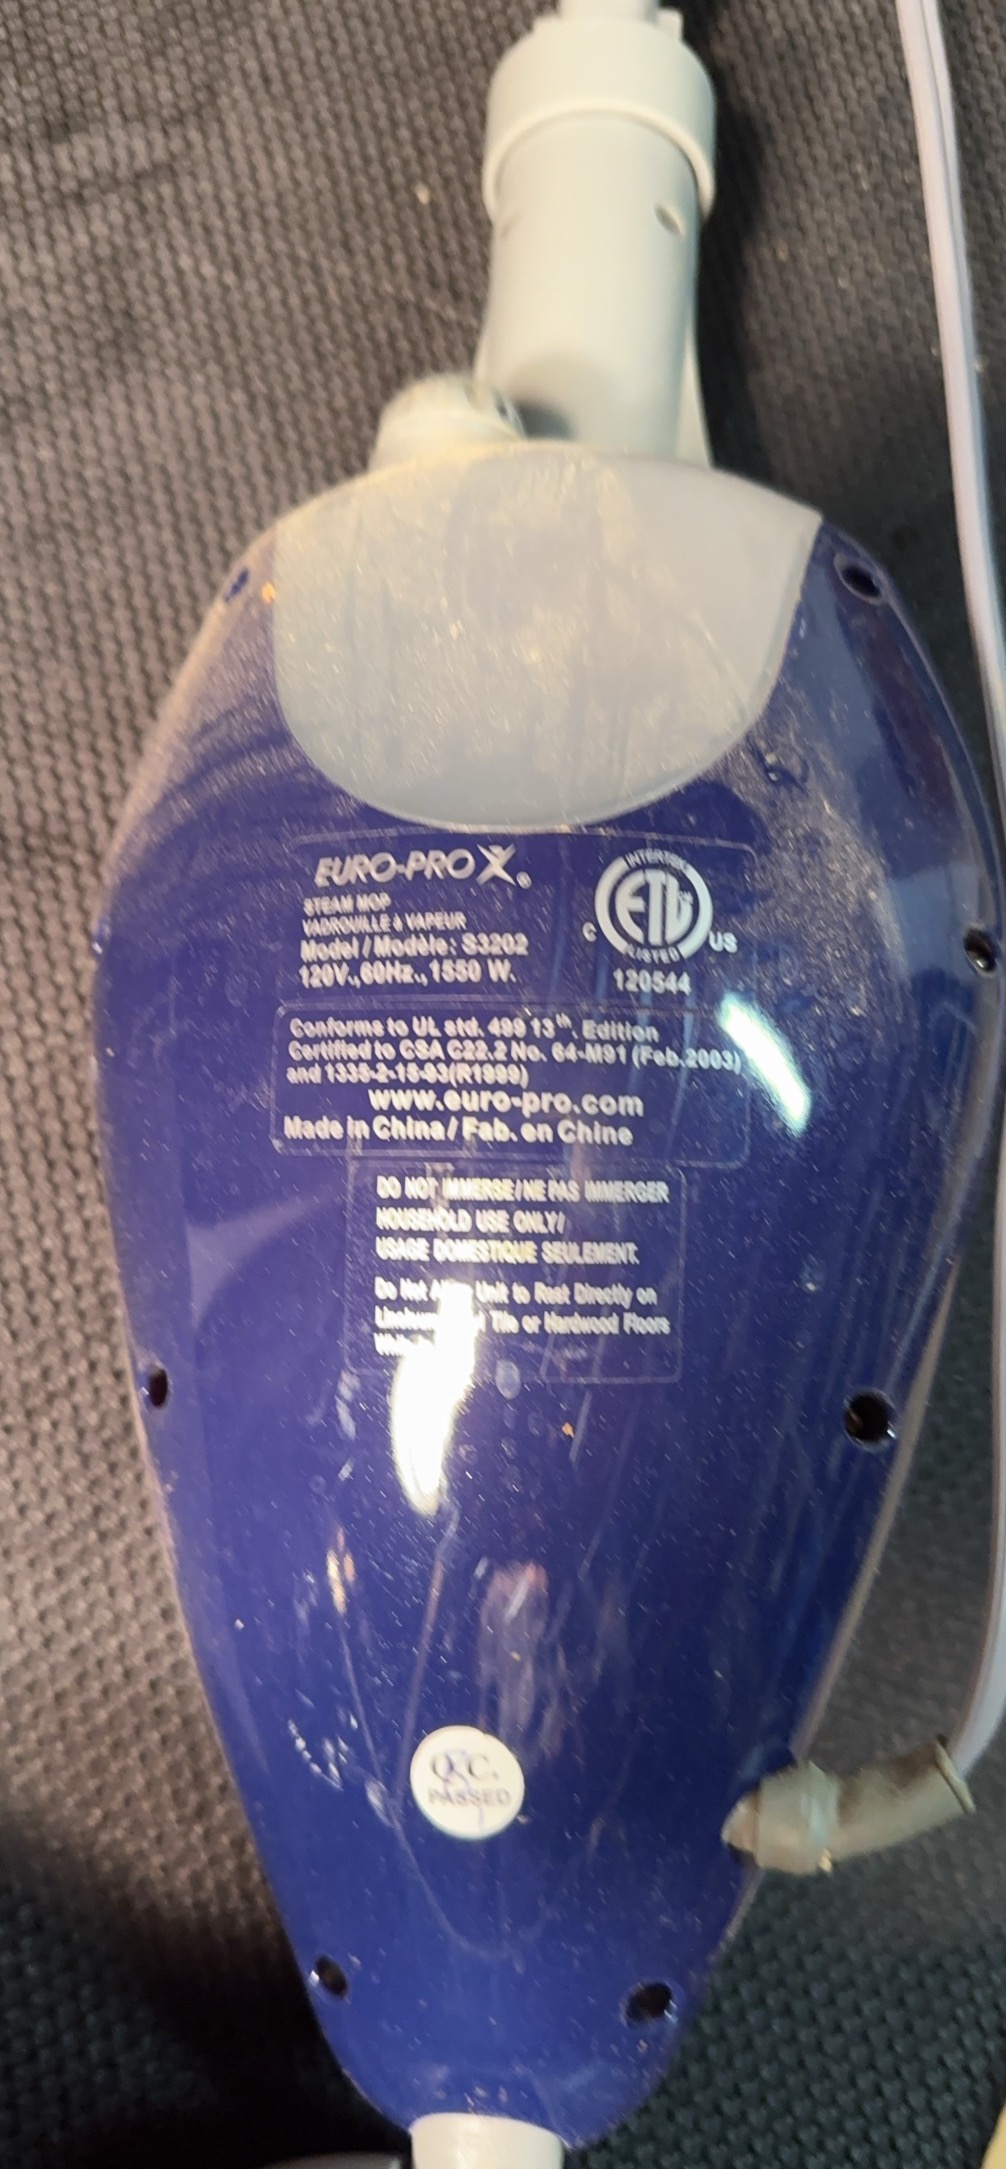 EURO-PRO X®
STEAM MOP
VADROUILLE À VAPEUR
Model / Modèle: S3202
120V.,60Hz., 1550 W.
INTERTEK
ETL
LISTED
C US
120544
Conforms to UL std. 499 13th. Edition
Certified to CSA C22.2 No. 64-M91 (Feb.2003)
and 1335-2-15-93(R1999)
www.euro-pro.com
Made in China / Fab. en Chine
DO NOT IMMERSE/NE PAS IMMERGER
HOUSEHOLD USE ONLY/
USAGE DOMESTIQUE SEULEMENT.
Do Not Unit to Rest Directly on
Tile or Hardwood Floors
Q.C.
PASSED